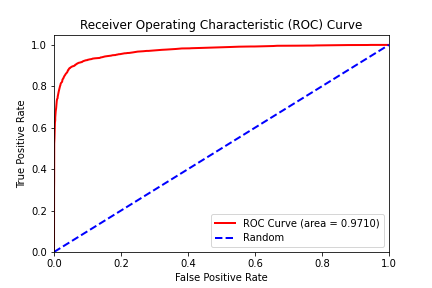 Receiver Operating Characteristic (ROC) Curve
True Positive Rate
1.0
0.8
0.6
0.4
0.2
0.0
ROC Curve (area = 0.9710)
Random
0.0 0.2 0.4 0.6 0.8 1.0
False Positive Rate